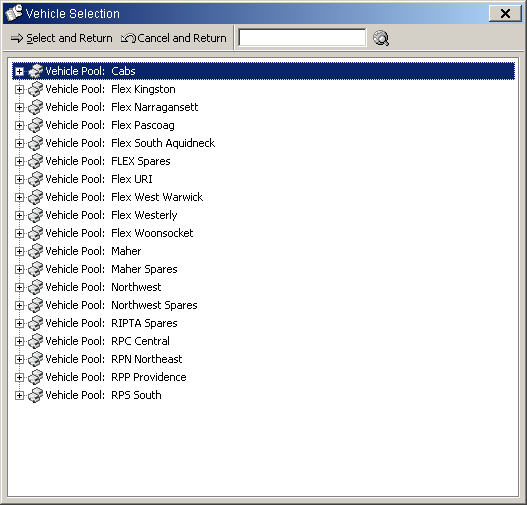 Vehicle Selection
Select and Return Cancel and Return
Vehicle Pool: Cabs
Vehicle Pool: Flex Kingston
Vehicle Pool: Flex Narragansett
Vehicle Pool: Flex Pascoag
Vehicle Pool: Flex South Aquidneck
Vehicle Pool: FLEX Spares
Vehicle Pool: Flex URI
Vehicle Pool: Flex West Warwick
Vehicle Pool: Flex Westerly
Vehicle Pool: Flex Woonsocket
Vehicle Pool: Maher
Vehicle Pool: Maher Spares
Vehicle Pool: Northwest
Vehicle Pool: Northwest Spares
Vehicle Pool: RIPTA Spares
Vehicle Pool: RPC Central
Vehicle Pool: RPN Northeast
Vehicle Pool: RPP Providence
Vehicle Pool: RPS South